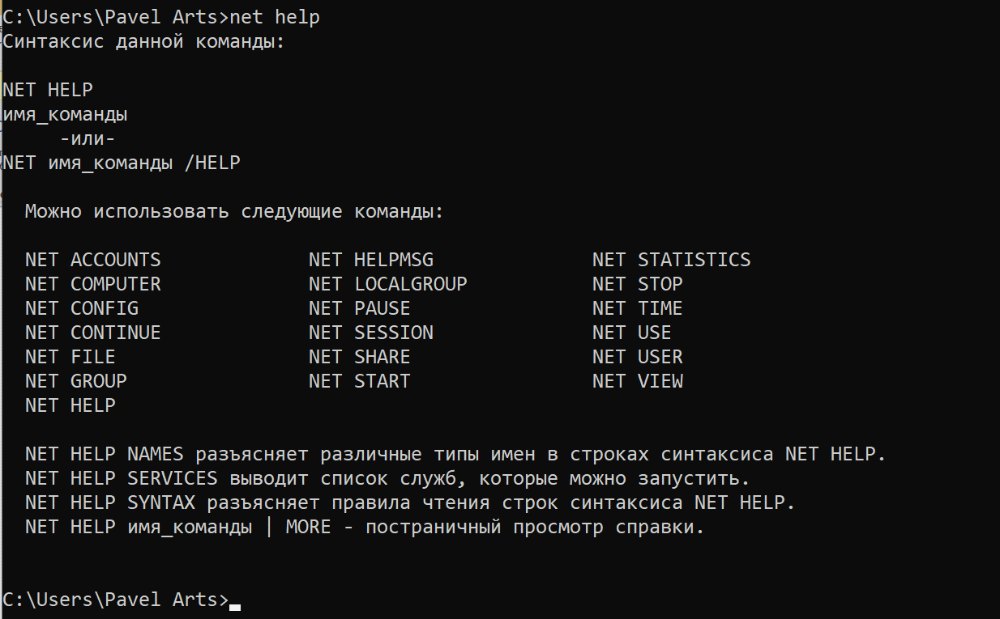 C:\Users\Pavel Arts>net help
Синтаксис данной команды:
NET HELP
имя_команды
-или-
NET имя_команды /HELP
Можно использовать следующие команды:
NET ACCOUNTS NET HELPMSG NET STATISTICS
NET COMPUTER NET LOCALGROUP NET STOP
NET CONFIG NET PAUSE NET TIME
NET CONTINUE NET SESSION NET USE
NET FILE NET SHARE NET USER
NET GROUP NET START NET VIEW
NET HELP
NET HELP NAMES разъясняет различные типы имен в строках синтаксиса NET HELP.
NET HELP SERVICES выводит список служб, которые можно запустить.
NET HELP SYNTAX разъясняет правила чтения строк синтаксиса NET HELP.
NET HELP имя_команды | MORE - постраничный просмотр справки.
C:\Users\Pavel Arts>